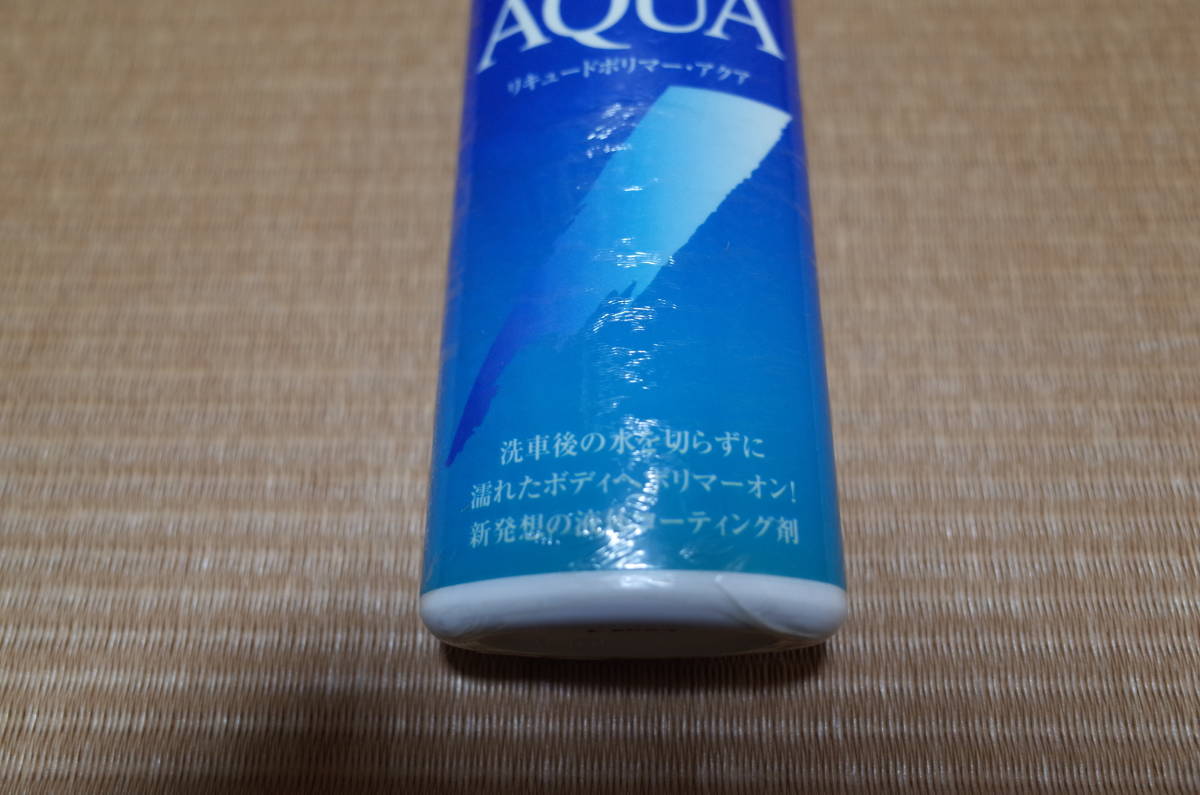 AQUA
リキュードポリマー・アクア
洗車後の水を切らずに
濡れたボディへポリマーオン!
新発想の液体コーティング剤